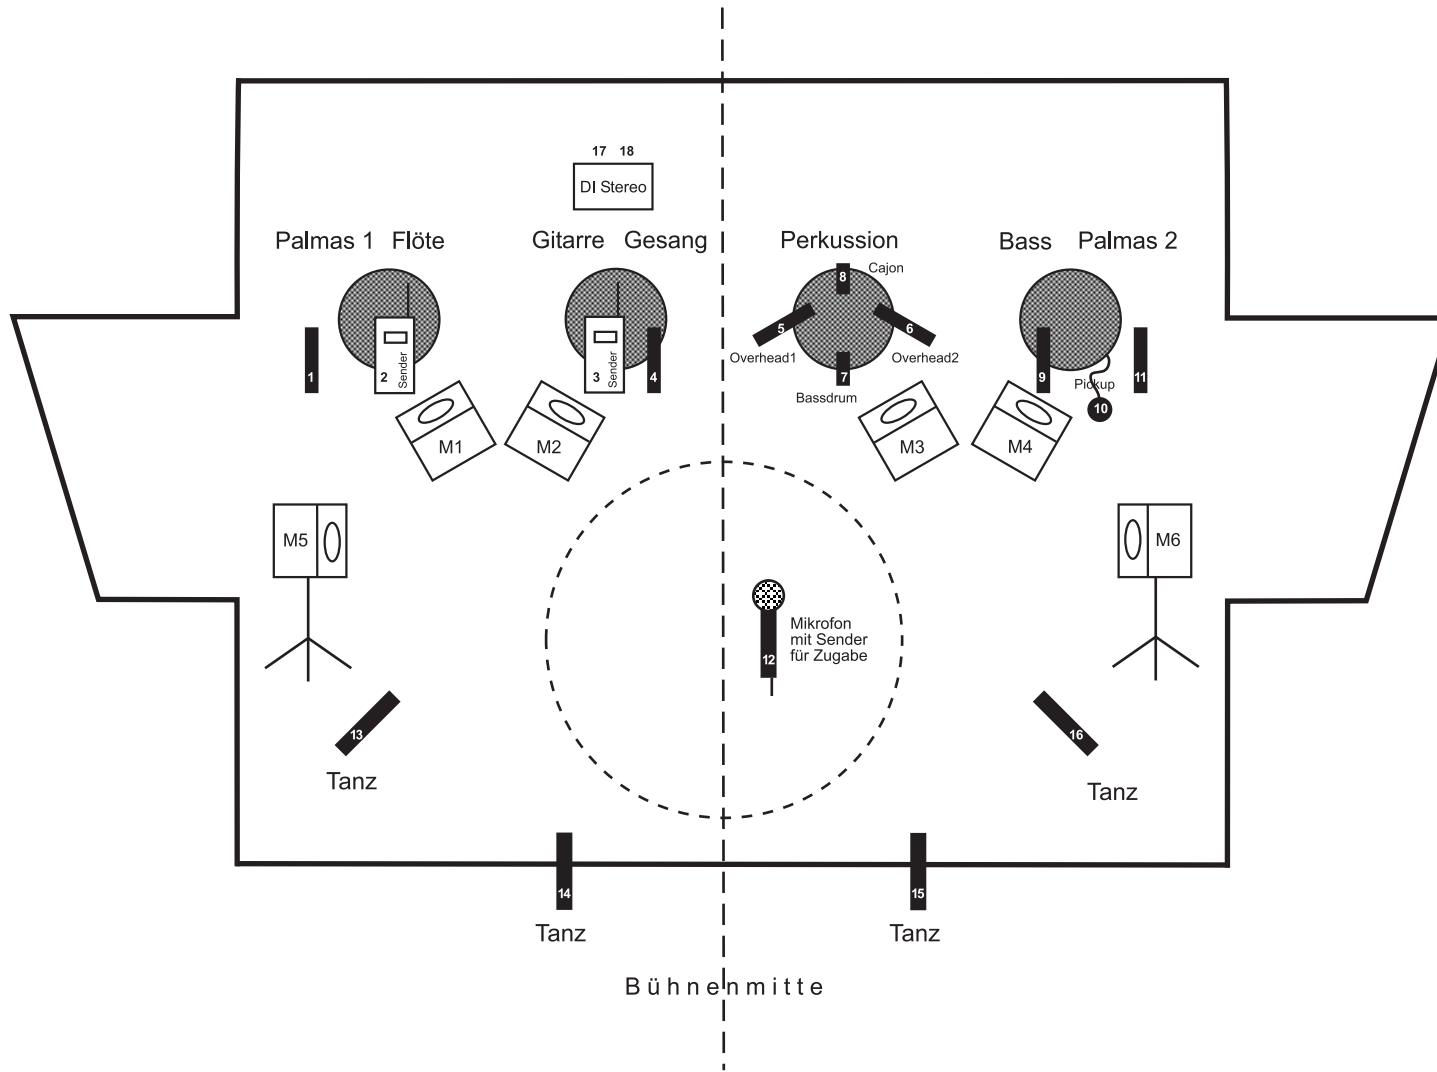 17 18
DI Stereo
Palmas 1 Flöte
Gitarre Gesang
Perkussion
Bass Palmas 2
8
Cajon
5
6
Overhead1
Overhead2
1
2
Sender
3
Sender
4
7
Bassdrum
9
Pickup
10
11
M1
M2
M3
M4
M5
M6
12
Mikrofon
mit Sender
für Zugabe
13
Tanz
16
Tanz
14
Tanz
15
Tanz
Bühnenmitte